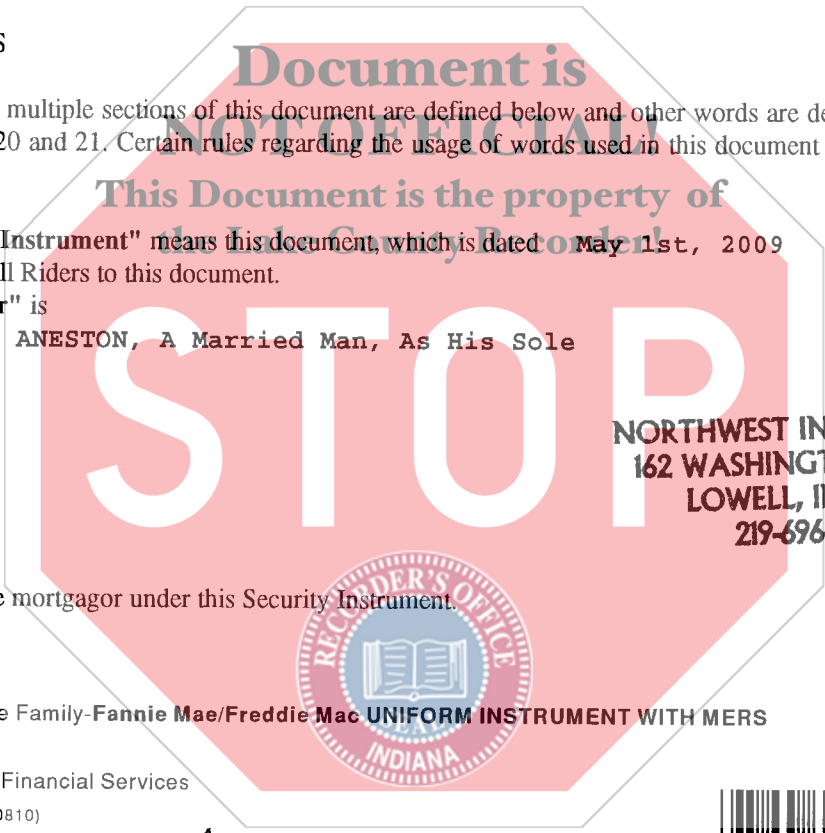 S
Document is
multiple sections of this document are defined below and other words are de
NOT OFFICIAL!
20 and 21. Certain rules regarding the usage of words used in this document
This Document is the property of
the Lake County Recorder!
Instrument" means this document, which is dated May 1st, 2009
ll Riders to this document.
r" is
ANESTON, A Married Man, As His Sole
STOP
NORTHWEST IN
162 WASHINGT
LOWELL, I
219-696
e mortgagor under this Security Instrument.
RECORDER'S OFFICE
SEAL
INDIANA
e Family-Fannie Mae/Freddie Mac UNIFORM INSTRUMENT WITH MERS
Financial Services
0810)